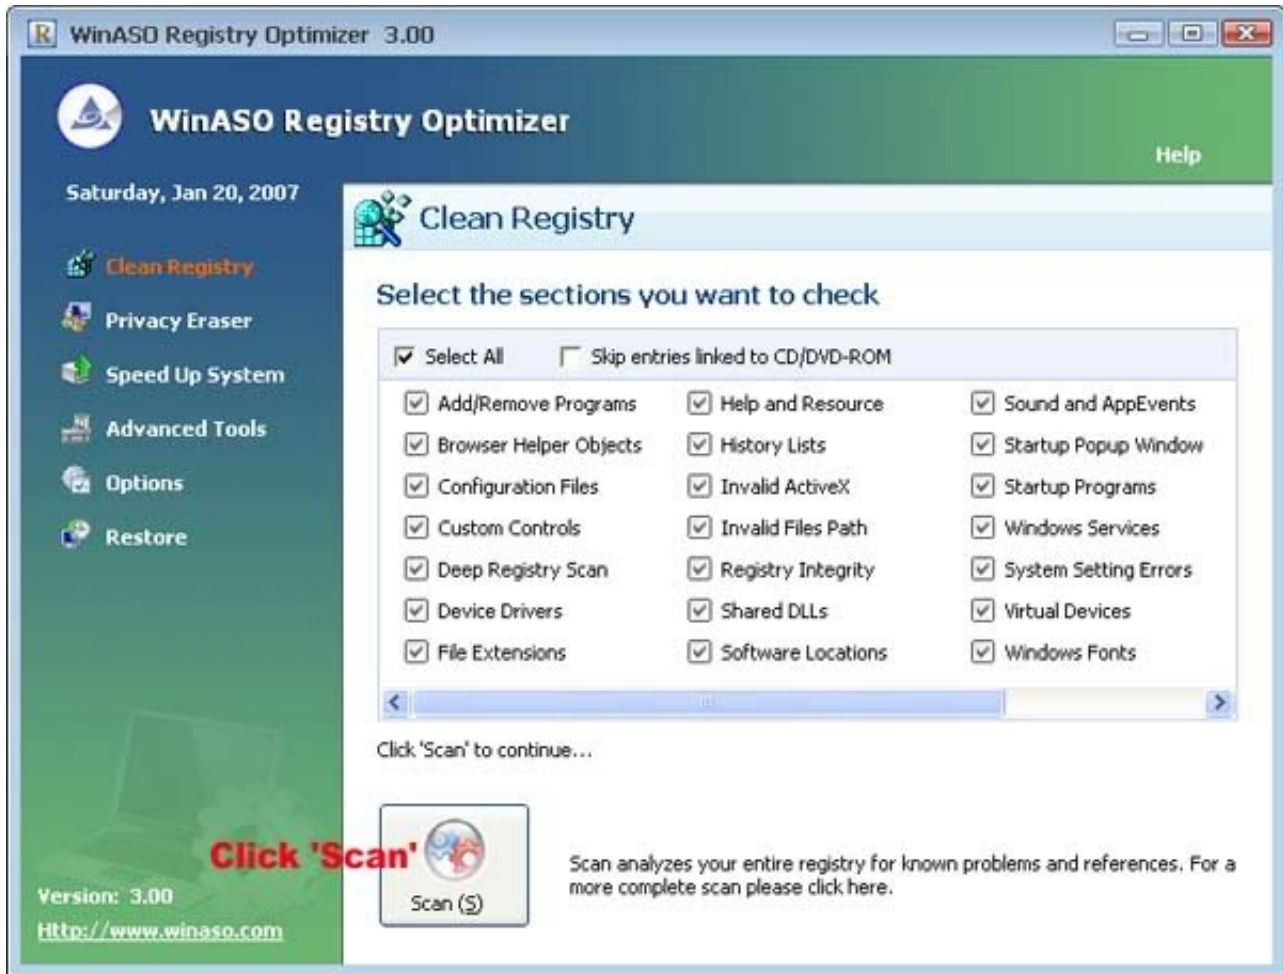 WinASO Registry Optimizer 3.00
WinASO Registry Optimizer
Help
Saturday, Jan 20, 2007
Clean Registry
Privacy Eraser
Speed Up System
Advanced Tools
Options
Restore
Clean Registry
Select the sections you want to check
Select All Skip entries linked to CD/DVD-ROM
Add/Remove Programs Help and Resource Sound and AppEvents
Browser Helper Objects History Lists Startup Popup Window
Configuration Files Invalid ActiveX Startup Programs
Custom Controls Invalid Files Path Windows Services
Deep Registry Scan Registry Integrity System Setting Errors
Device Drivers Shared DLLs Virtual Devices
File Extensions Software Locations Windows Fonts
Click 'Scan' to continue...
Click 'Scan'
Scan (S)
Scan analyzes your entire registry for known problems and references. For a
more complete scan please click here.
Version: 3.00
Http://www.winaso.com